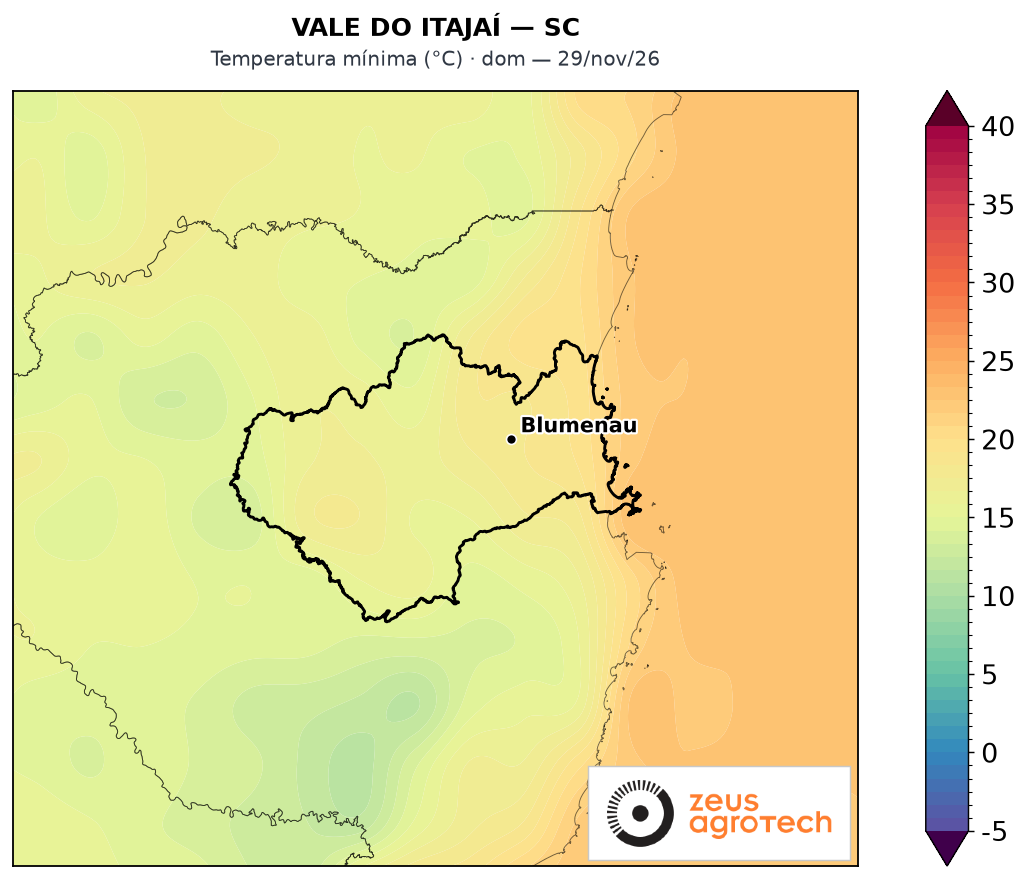 VALE DO ITAJAÍ — SC
Temperatura mínima (°C) · dom — 29/nov/26
Blumenau
40
35
30
25
20
15
10
5
0
-5
zeus
agrotech